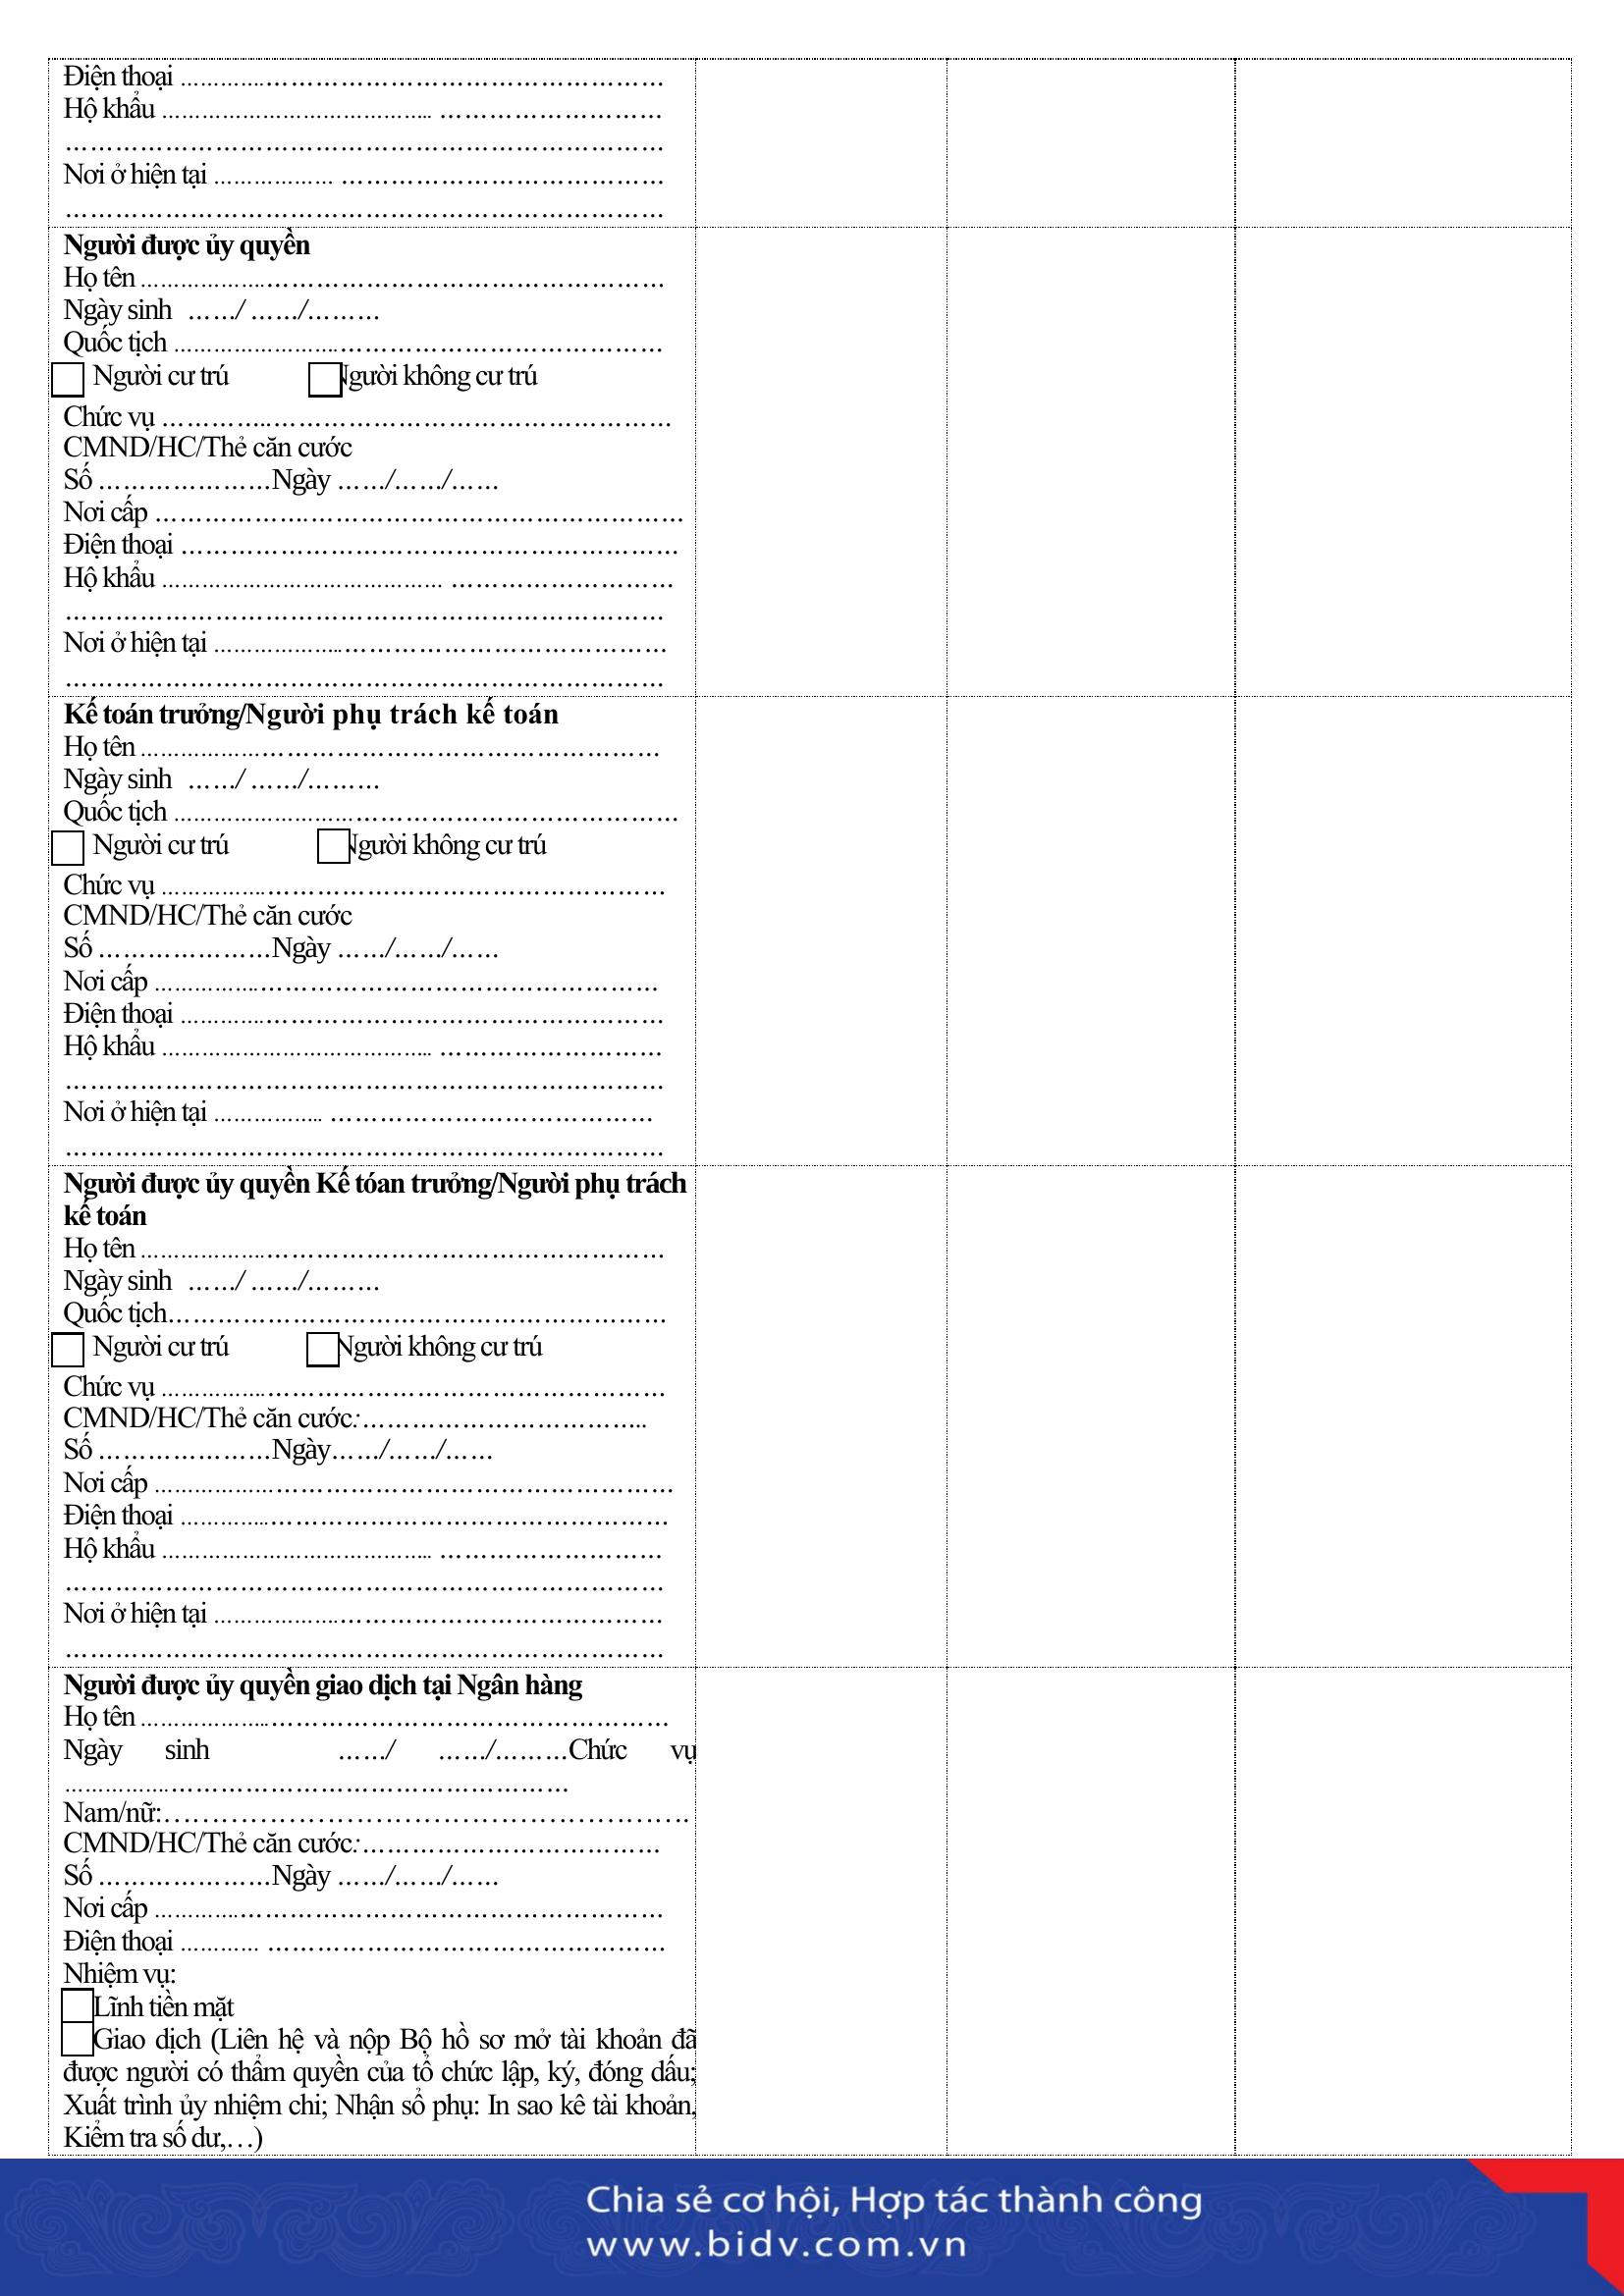 Điện thoại ………………………………………………………
Hộ khẩu ………………………………….. ………………………
………………………………………………………………
Nơi ở hiện tại ……………… …………………………………
………………………………………………………………
Người được ủy quyền
Họ tên …………………………………………………………
Ngày sinh ……/ ……/………
Quốc tịch ………………………………………………………
Người cư trú Người không cư trú
Chức vụ …………..…………………………………………
CMND/HC/Thẻ căn cước
Số …………………Ngày ……/……/……
Nơi cấp ……………….………………………………………
Điện thoại ……………………………………………………
Hộ khẩu …………………………………… ………………………
………………………………………………………………
Nơi ở hiện tại ………………..…………………………………
………………………………………………………………
Kế toán trưởng/Người phụ trách kế toán
Họ tên …………………………………………………………
Ngày sinh ……/ ……/………
Quốc tịch ………………………………………………………
Người cư trú Người không cư trú
Chức vụ ……………..…………………………………………
CMND/HC/Thẻ căn cước
Số …………………Ngày ……/……/……
Nơi cấp …………….…………………………………………
Điện thoại ………….…………………………………………
Hộ khẩu ………………………………….. ………………………
………………………………………………………………
Nơi ở hiện tại …………….. …………………………………
………………………………………………………………
Người được ủy quyền Kế tóan trưởng/Người phụ trách
kế toán
Họ tên ……………….…………………………………………
Ngày sinh ……/ ……/………
Quốc tịch……………………………………………………
Người cư trú Người không cư trú
Chức vụ ……………..…………………………………………
CMND/HC/Thẻ căn cước:……………………………..
Số …………………Ngày……/……/……
Nơi cấp …………………………………………………………
Điện thoại …………..…………………………………………
Hộ khẩu ………………………………….. ………………………
………………………………………………………………
Nơi ở hiện tại ……………….…………………………………
………………………………………………………………
Người được ủy quyền giao dịch tại Ngân hàng
Họ tên ………………..…………………………………………
Ngày sinh ……/ ……/………Chức vụ
…………….…………………………………………
Nam/nữ:……………………………………………….
CMND/HC/Thẻ căn cước:………………………………
Số …………………Ngày ……/……/……
Nơi cấp ………….……………………………………………
Điện thoại ………… …………………………………………
Nhiệm vụ:
Lĩnh tiền mặt
Giao dịch (Liên hệ và nộp Bộ hồ sơ mở tài khoản đã
được người có thẩm quyền của tổ chức lập, ký, đóng dấu;
Xuất trình ủy nhiệm chi; Nhận sổ phụ: In sao kê tài khoản,
Kiểm tra số dư,…)
Chia sẻ cơ hội, Hợp tác thành công
www.bidv.com.vn